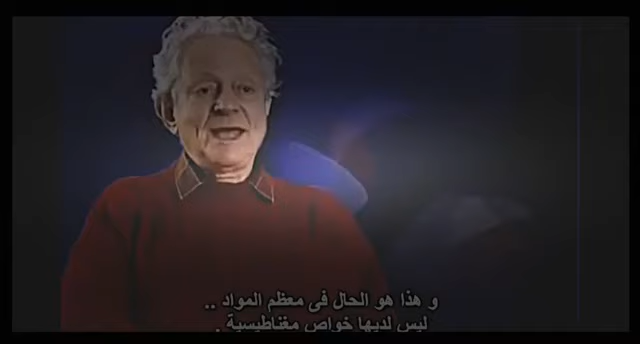 و هذا هو الحال فى معظم المواد ..
ليس لديها خواص مغناطيسية .